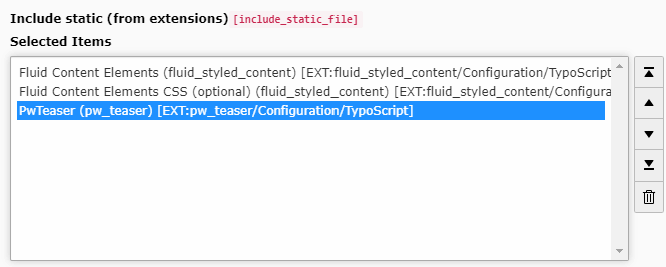 Include static (from extensions) [include_static_file]
Selected Items
Fluid Content Elements (fluid_styled_content) [EXT:fluid_styled_content/Configuration/TypoScript
Fluid Content Elements CSS (optional) (fluid_styled_content) [EXT:fluid_styled_content/Configura
PwTeaser (pw_teaser) [EXT:pw_teaser/Configuration/TypoScript]